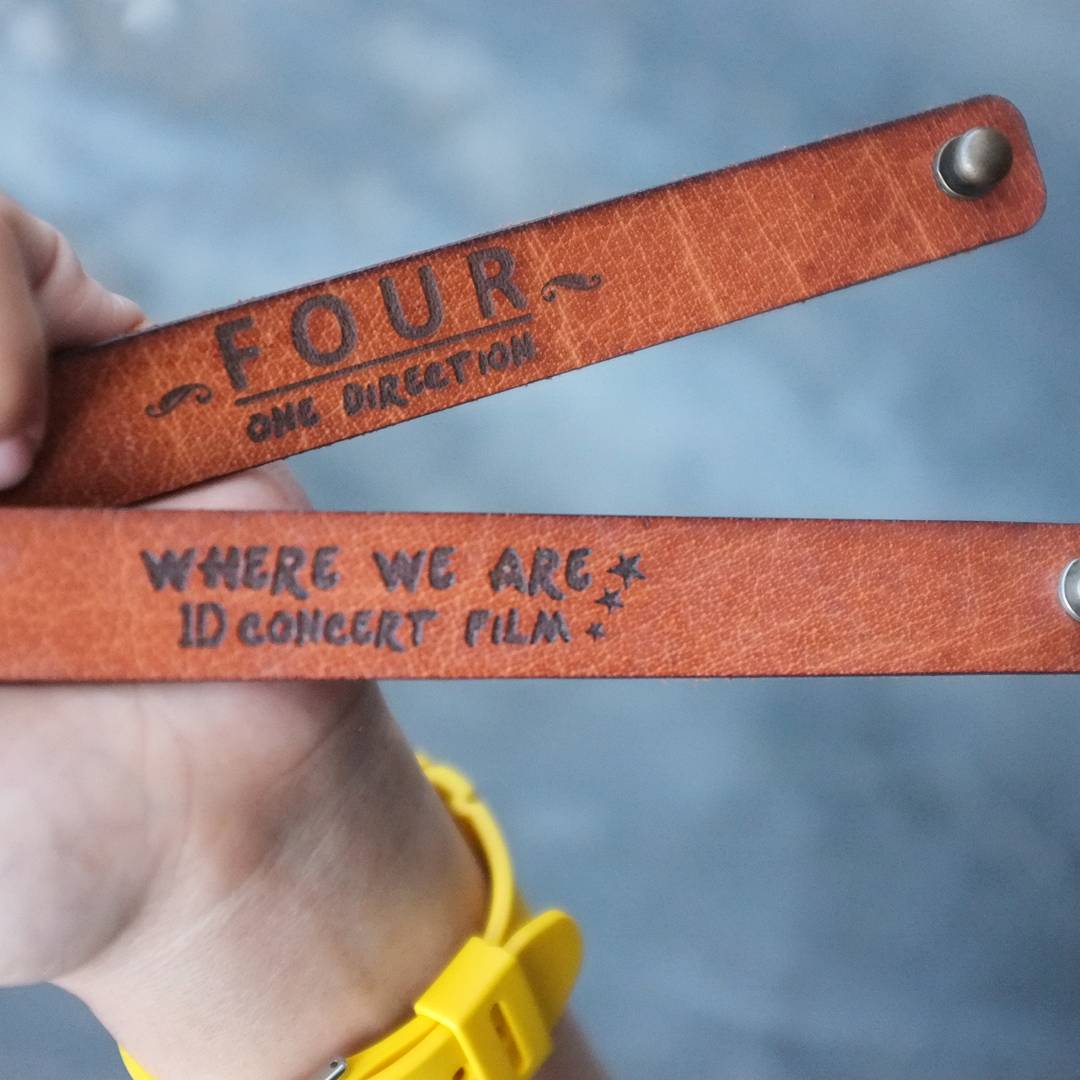 FOUR
ONE DIRECTION
WHERE WE ARE
1D CONCERT FILM